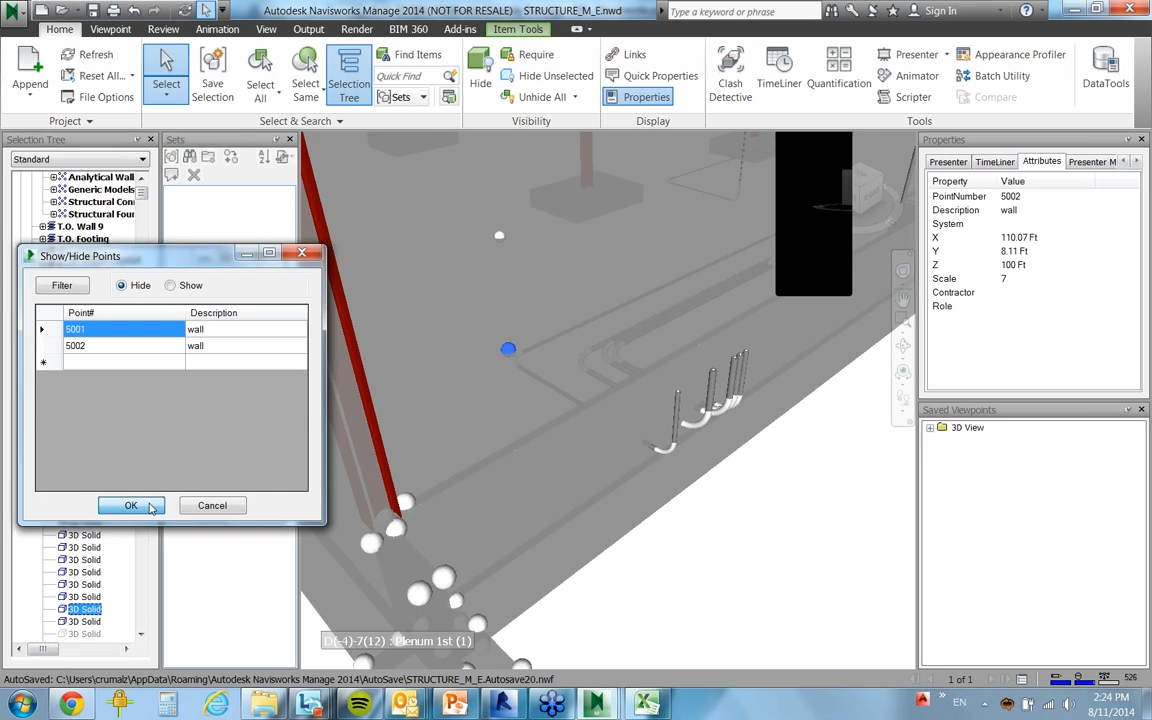 Autodesk Navisworks Manage 2014 (NOT FOR RESALE) STRUCTURE_M_E.nwd
Type a keyword or phrase
Sign In
Home Viewpoint Review Animation View Output Render BIM 360 Add-ins Item Tools
Append
Refresh
Reset All...
File Options
Project
Select
Save Selection
Select All
Select Same
Selection Tree
Find Items
Quick Find
Sets
Select & Search
Hide
Require
Hide Unselected
Unhide All
Visibility
Links
Quick Properties
Properties
Display
Clash Detective
TimeLiner
Quantification
Presenter
Animator
Scripter
Appearance Profiler
Batch Utility
Compare
Tools
DataTools
Selection Tree
Standard
Analytical Wall
Generic Models
Structural Con
Structural Foun
T.O. Wall 9
T.O. Footing
Sets
Show/Hide Points
Filter
Hide
Show
Point# Description
5001 wall
5002 wall
OK
Cancel
3D Solid
3D Solid
3D Solid
3D Solid
3D Solid
3D Solid
3D Solid
3D Solid
3D Solid
D(-4)-7(12) : Plenum 1st (1)
Properties
Presenter TimeLiner Attributes Presenter M
Property Value
PointNumber 5002
Description wall
System
X 110.07 Ft
Y 8.11 Ft
Z 100 Ft
Scale 7
Contractor
Role
Saved Viewpoints
3D View
AutoSaved: C:\Users\crumalz\AppData\Roaming\Autodesk Navisworks Manage 2014\AutoSave\STRUCTURE_M_E.Autosave20.nwf
1 of 1
526
EN
2:24 PM
8/11/2014